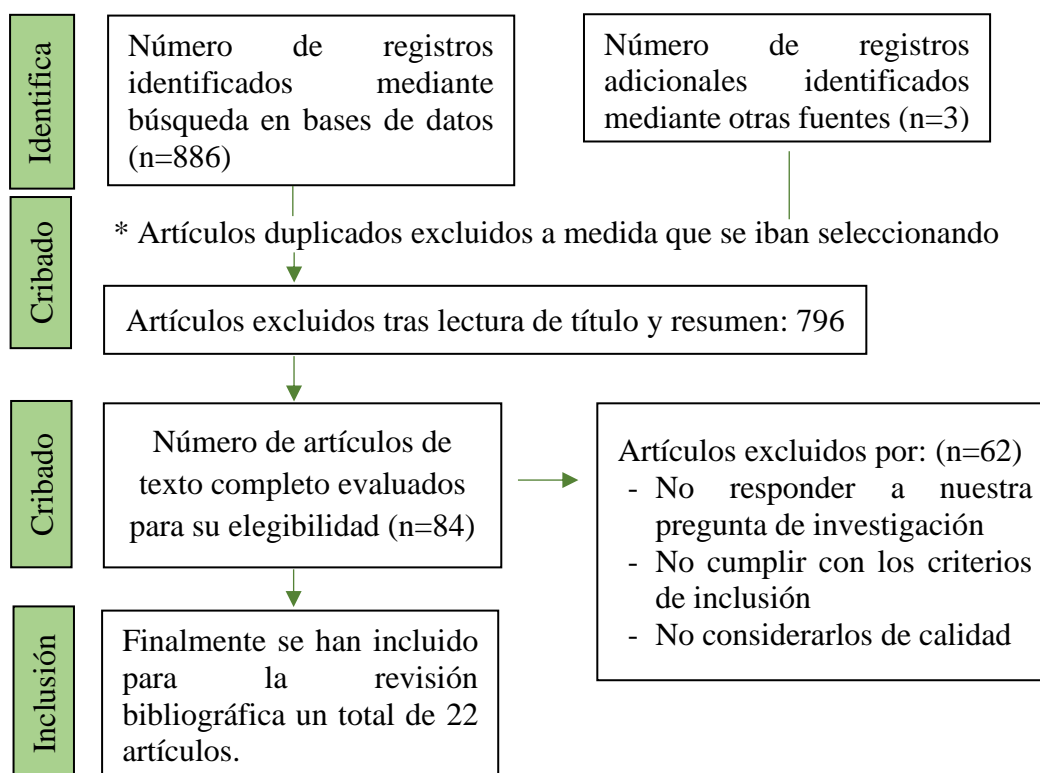 Identifica
Número de registros
identificados mediante
búsqueda en bases de datos
(n=886)
Número de registros
adicionales identificados
mediante otras fuentes (n=3)
Cribado
* Artículos duplicados excluidos a medida que se iban seleccionando
Artículos excluidos tras lectura de título y resumen: 796
Cribado
Número de artículos de
texto completo evaluados
para su elegibilidad (n=84)
Artículos excluidos por: (n=62)
- No responder a nuestra
pregunta de investigación
- No cumplir con los criterios
de inclusión
- No considerarlos de calidad
Inclusión
Finalmente se han incluido
para la revisión
bibliográfica un total de 22
artículos.